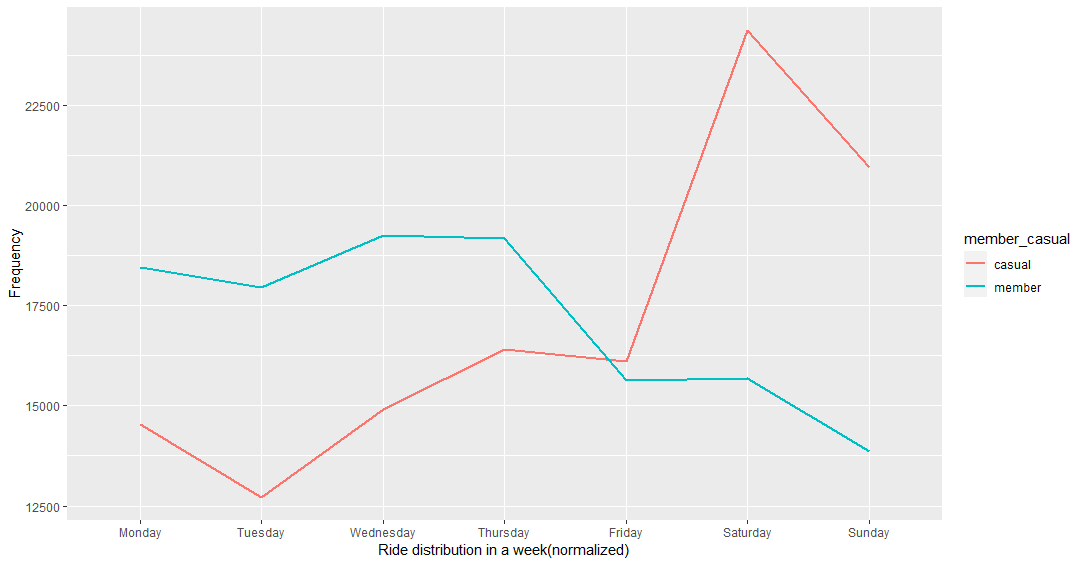 Frequency
22500
20000
17500
15000
12500
Monday Tuesday Wednesday Thursday Friday Saturday Sunday
Ride distribution in a week(normalized)
member_casual
casual
member